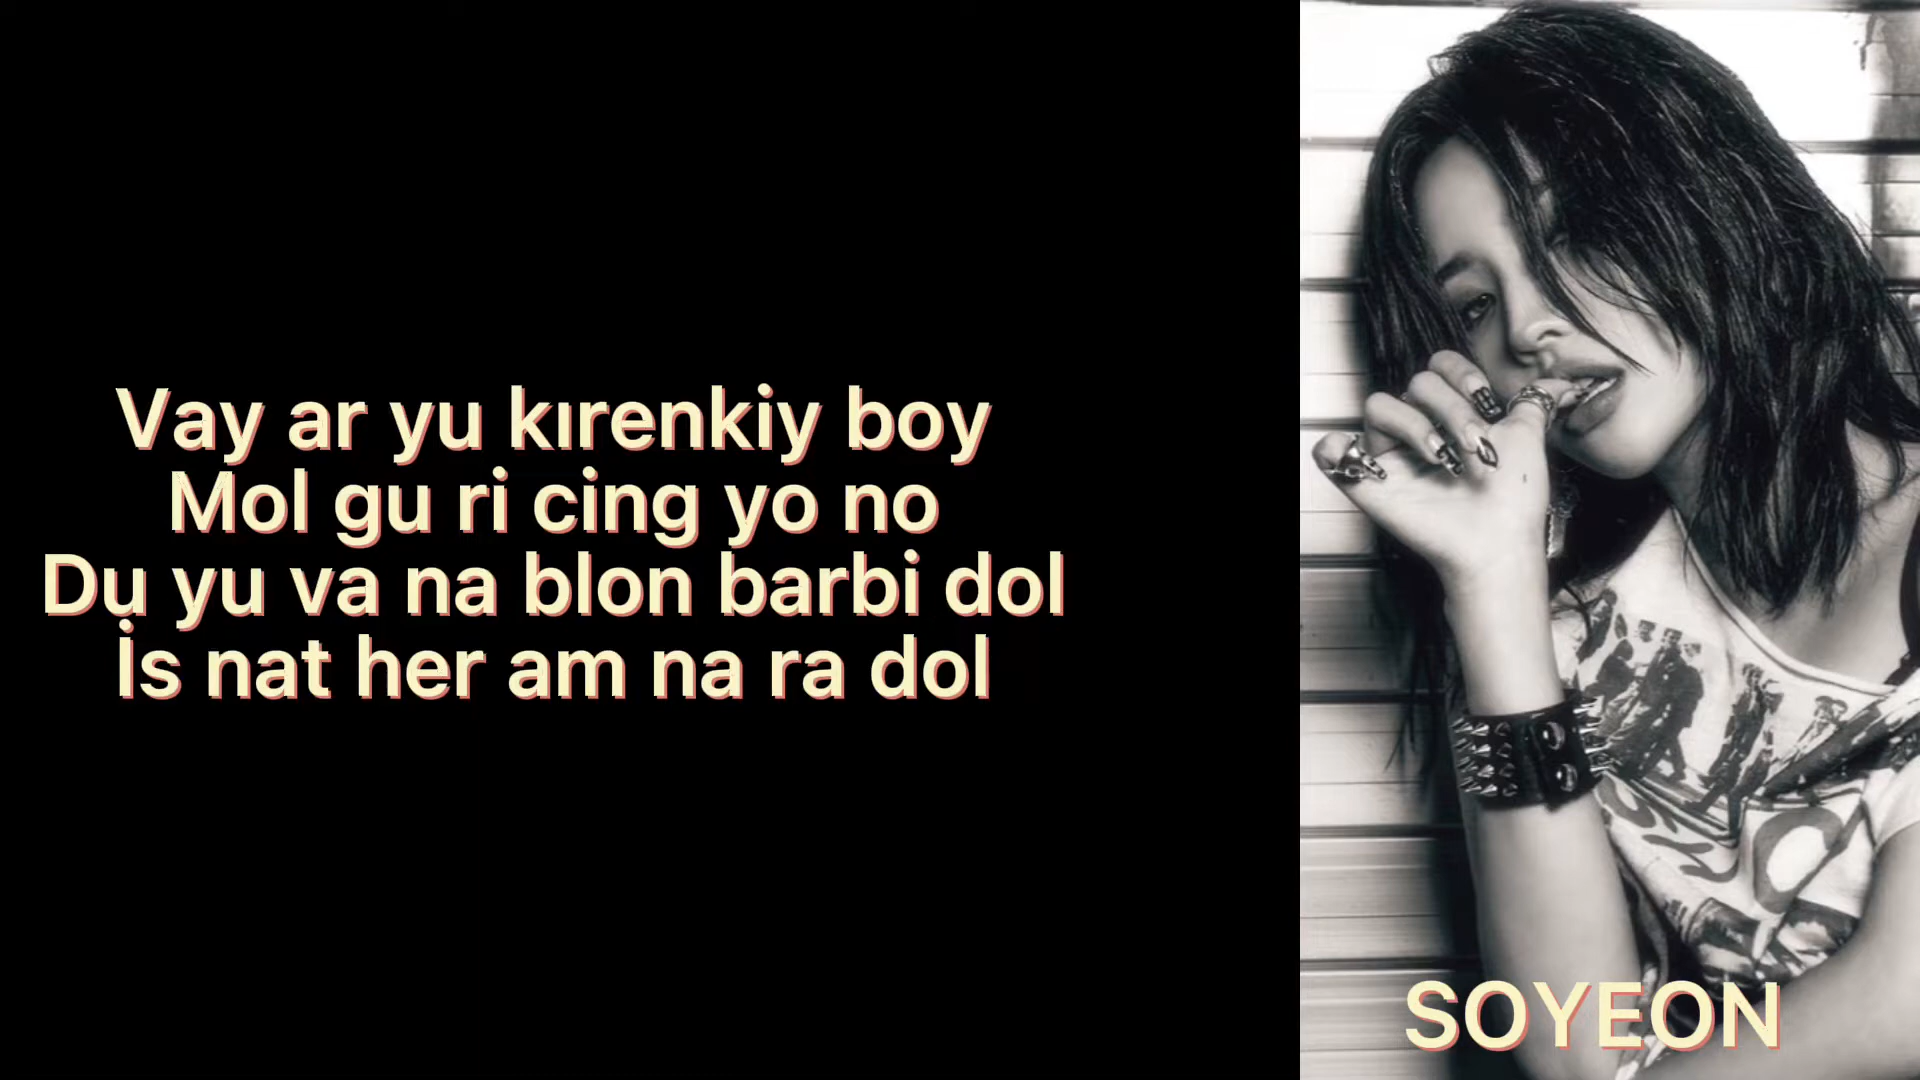 Vay ar yu kırenkiy boy
Mol gu ri cing yo no
Du yu va na blon barbi dol
İs nat her am na ra dol
SOYEON